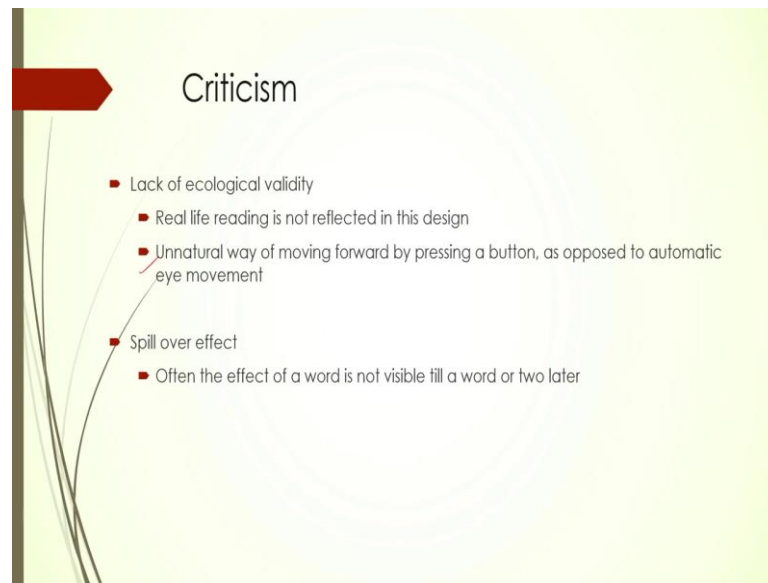 Criticism
Lack of ecological validity
Real life reading is not reflected in this design
Unnatural way of moving forward by pressing a button, as opposed to automatic
eye movement
Spill over effect
Often the effect of a word is not visible till a word or two later